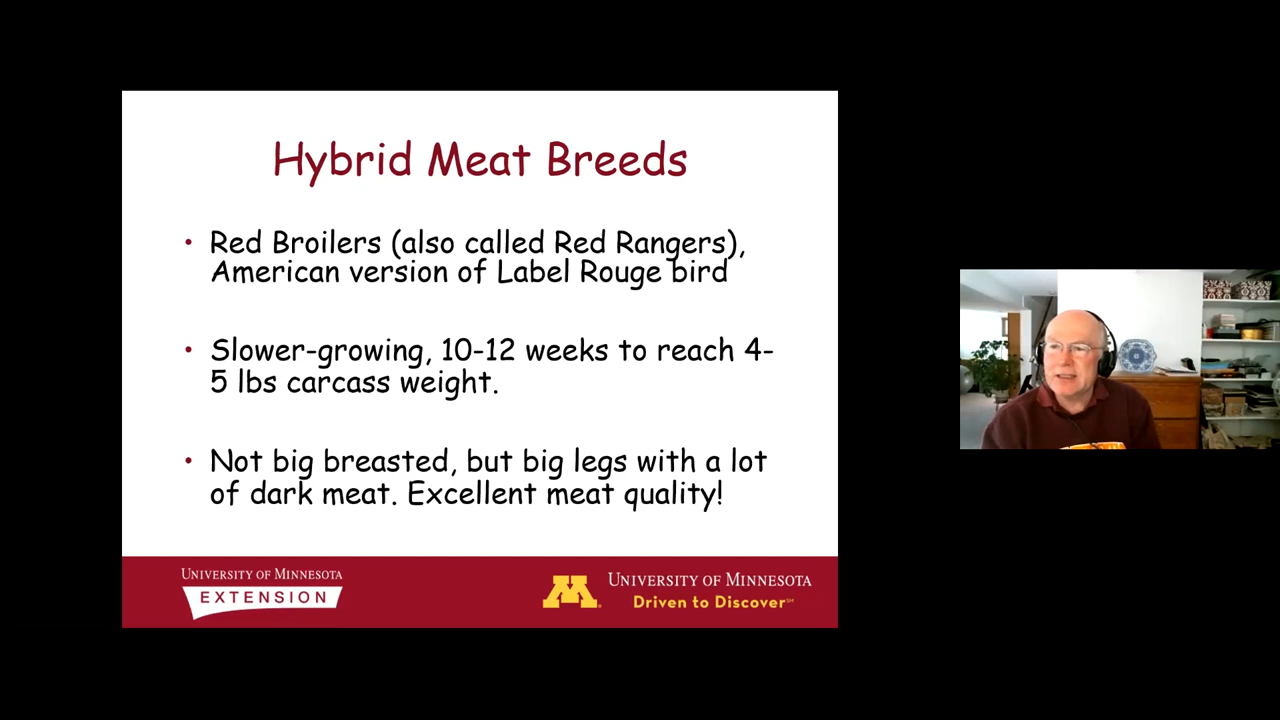 Hybrid Meat Breeds
• Red Broilers (also called Red Rangers),
American version of Label Rouge bird
• Slower-growing, 10-12 weeks to reach 4-
5 lbs carcass weight.
• Not big breasted, but big legs with a lot
of dark meat. Excellent meat quality!
UNIVERSITY OF MINNESOTA
EXTENSION
M
UNIVERSITY OF MINNESOTA
Driven to Discover℠